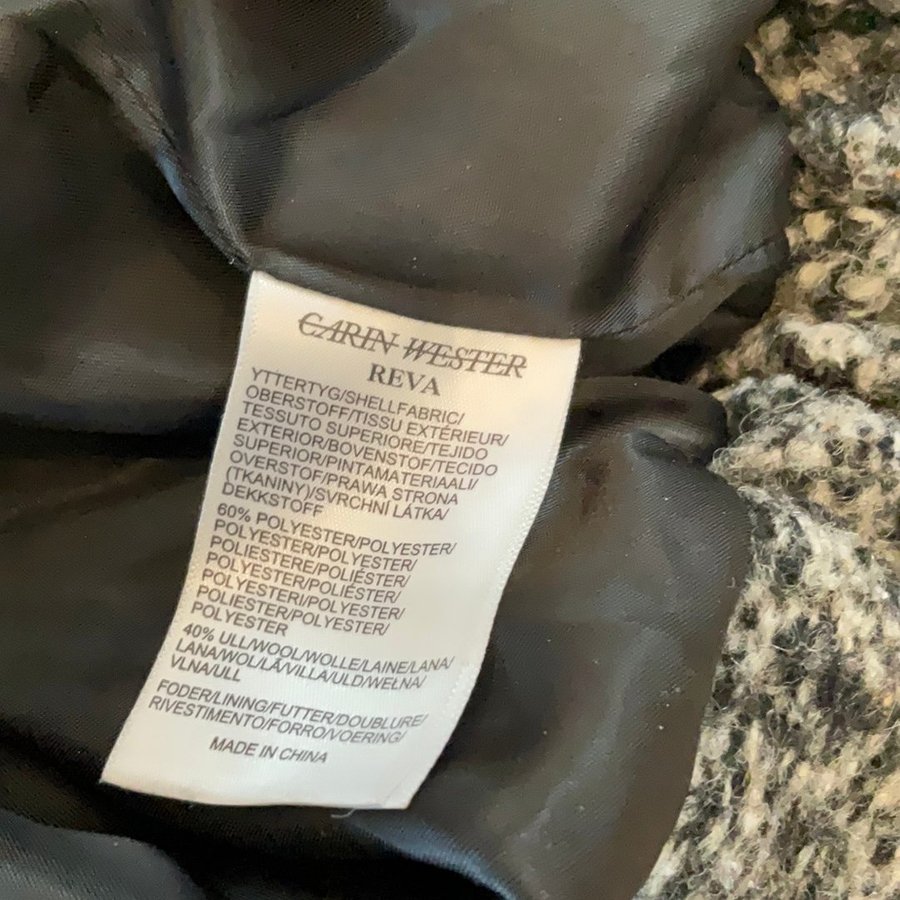 CARIN WESTER
REVA
YTTERTYG/SHELLFABRIC/
OBERSTOFF/TISSU EXTÉRIEUR/
TESSUTO SUPERIORE/TEJIDO
EXTERIOR/BOVENSTOF/TECIDO
SUPERIOR/PINTAMATERIAALI/
OVERSTOF/PRAWA STRONA
(TKANINY)/SVRCHNÍ LÁTKA/
DEKKSTOFF
60% POLYESTER/POLYESTER/
POLYESTER/POLYESTER/
POLIESTERE/POLIÉSTER/
POLYESTER/POLIÉSTER/
POLYESTERI/POLYESTER/
POLIESTER/POLYESTER/
POLYESTER
40% ULL/WOOL/WOLLE/LAINE/LANA/
LANA/WOL/LÃ/VILLA/ULD/WEŁNA/
VLNA/ULL
FODER/LINING/FUTTER/DOUBLURE/
RIVESTIMENTO/FORRO/VOERING/
MADE IN CHINA